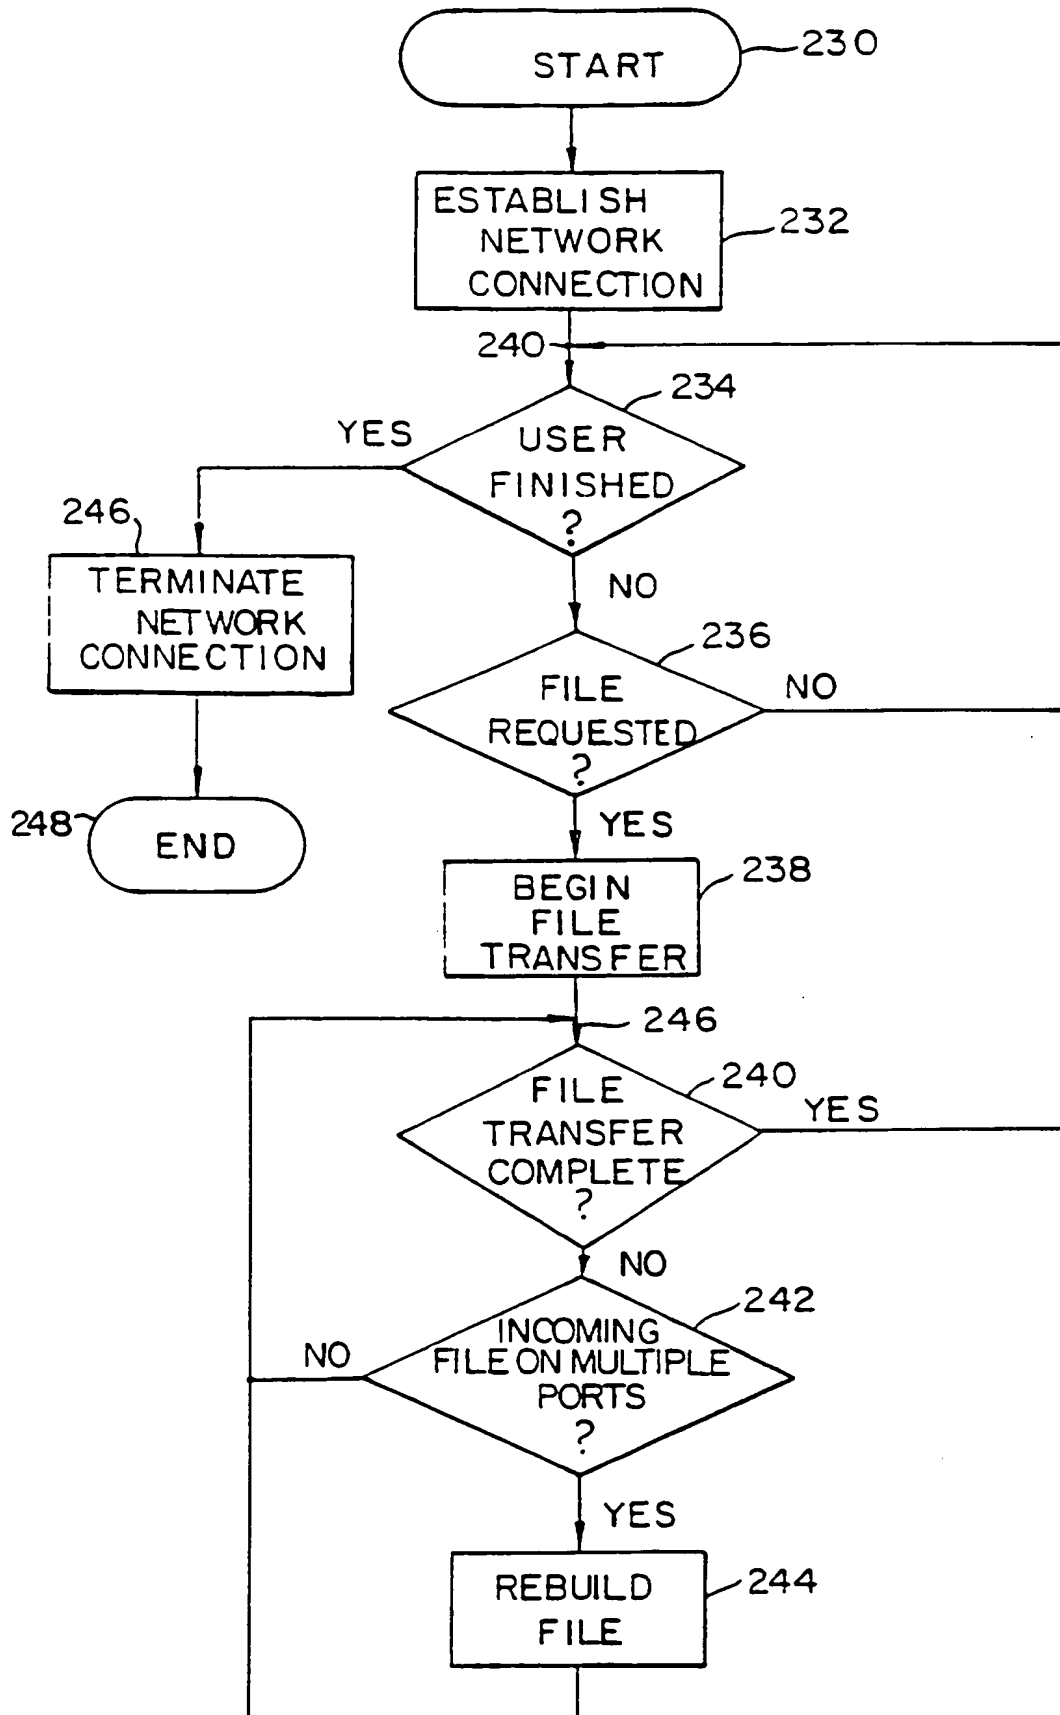 START
230
ESTABLISH
NETWORK
CONNECTION
232
240
234
YES
USER
FINISHED
?
246
TERMINATE
NETWORK
CONNECTION
NO
236
FILE
REQUESTED
?
NO
248
END
YES
238
BEGIN
FILE
TRANSFER
246
240
FILE
TRANSFER
COMPLETE
?
YES
NO
242
INCOMING
FILE ON MULTIPLE
PORTS
?
NO
YES
REBUILD
FILE
244